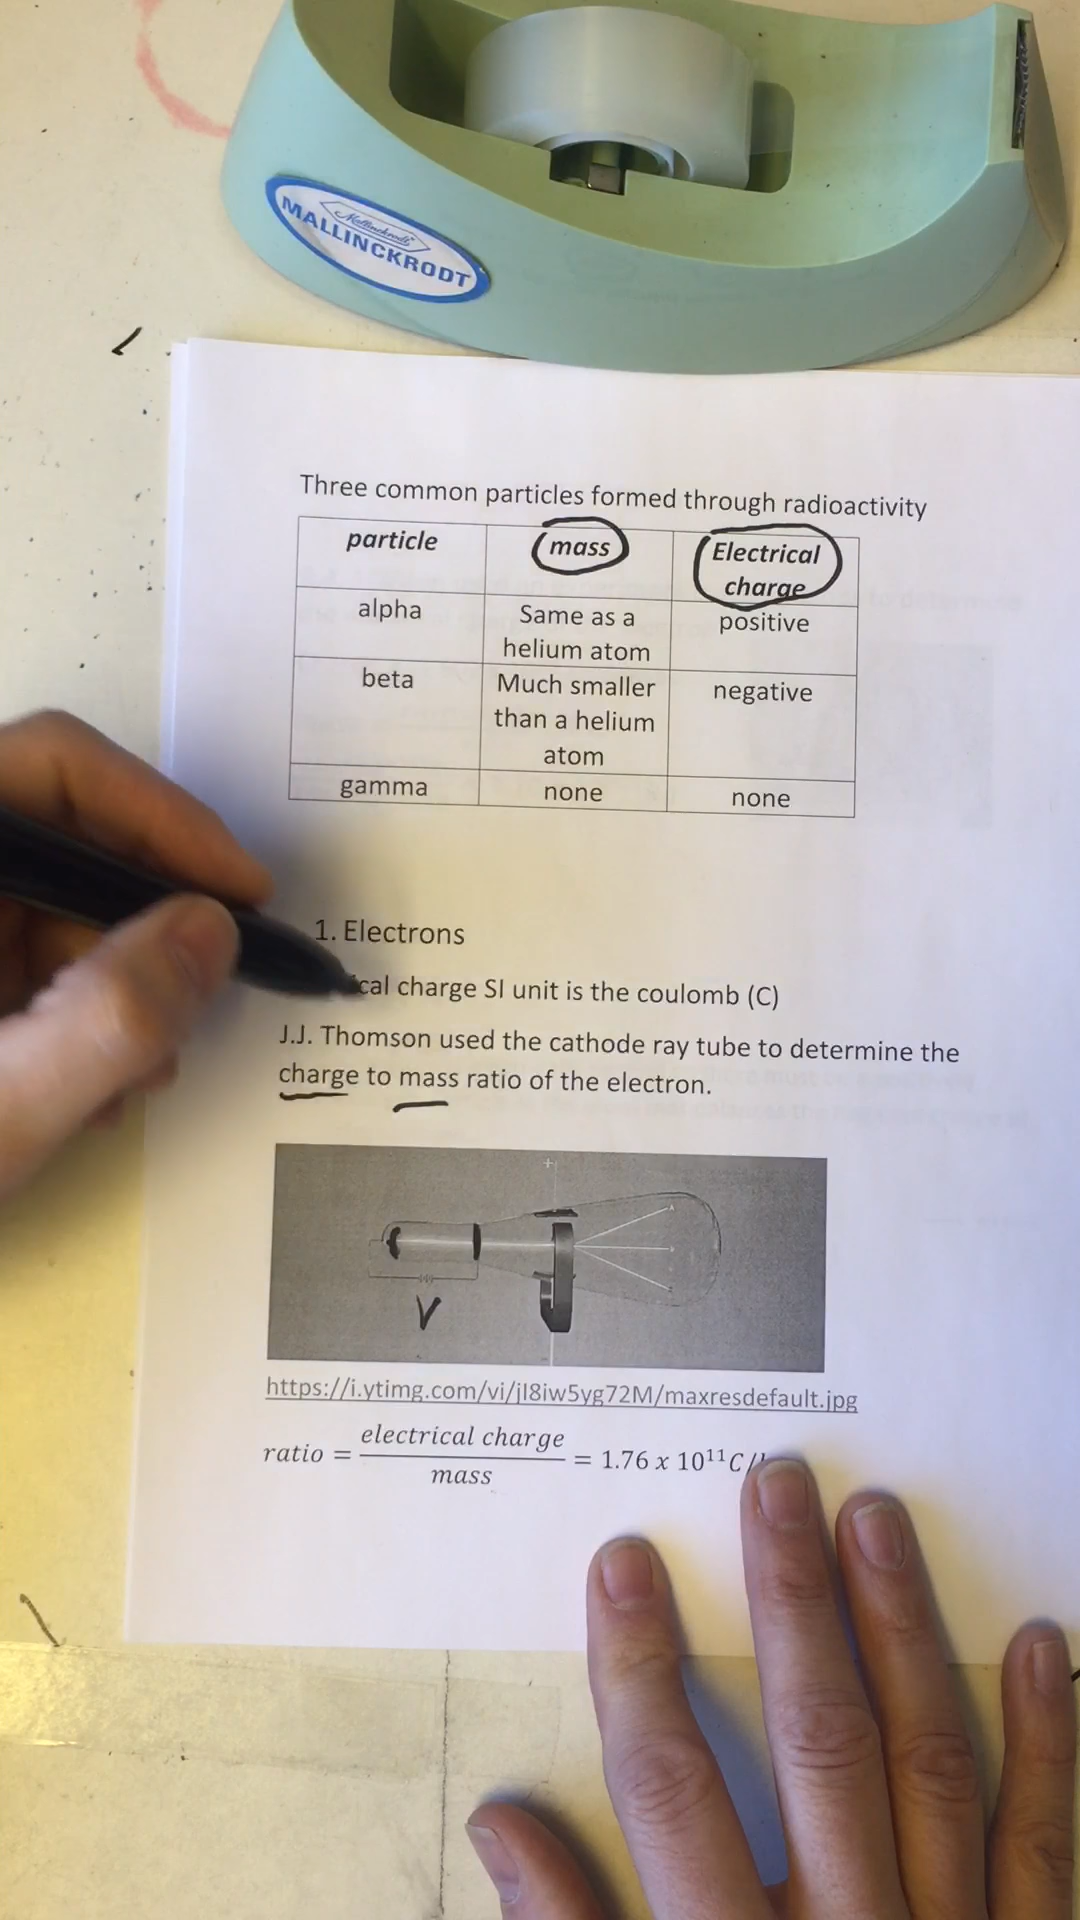 Mallinckrodt
MALLINCKRODT
Three common particles formed through radioactivity
particle mass Electrical charge
alpha Same as a helium atom positive
beta Much smaller than a helium atom negative
gamma none none
1. Electrons
charge SI unit is the coulomb (C)
J.J. Thomson used the cathode ray tube to determine the
charge to mass ratio of the electron.
+
V
https://i.ytimg.com/vi/jI8iw5yg72M/maxresdefault.jpg
ratio = electrical charge / mass = 1.76 x 10¹¹ C/